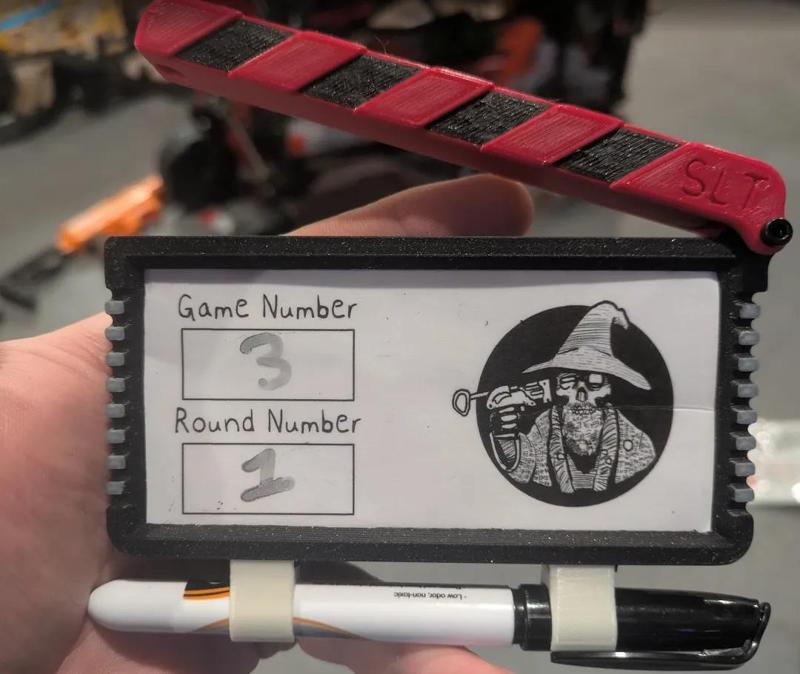 SLT
Game Number
3
Round Number
1
- Low odor, non-toxic